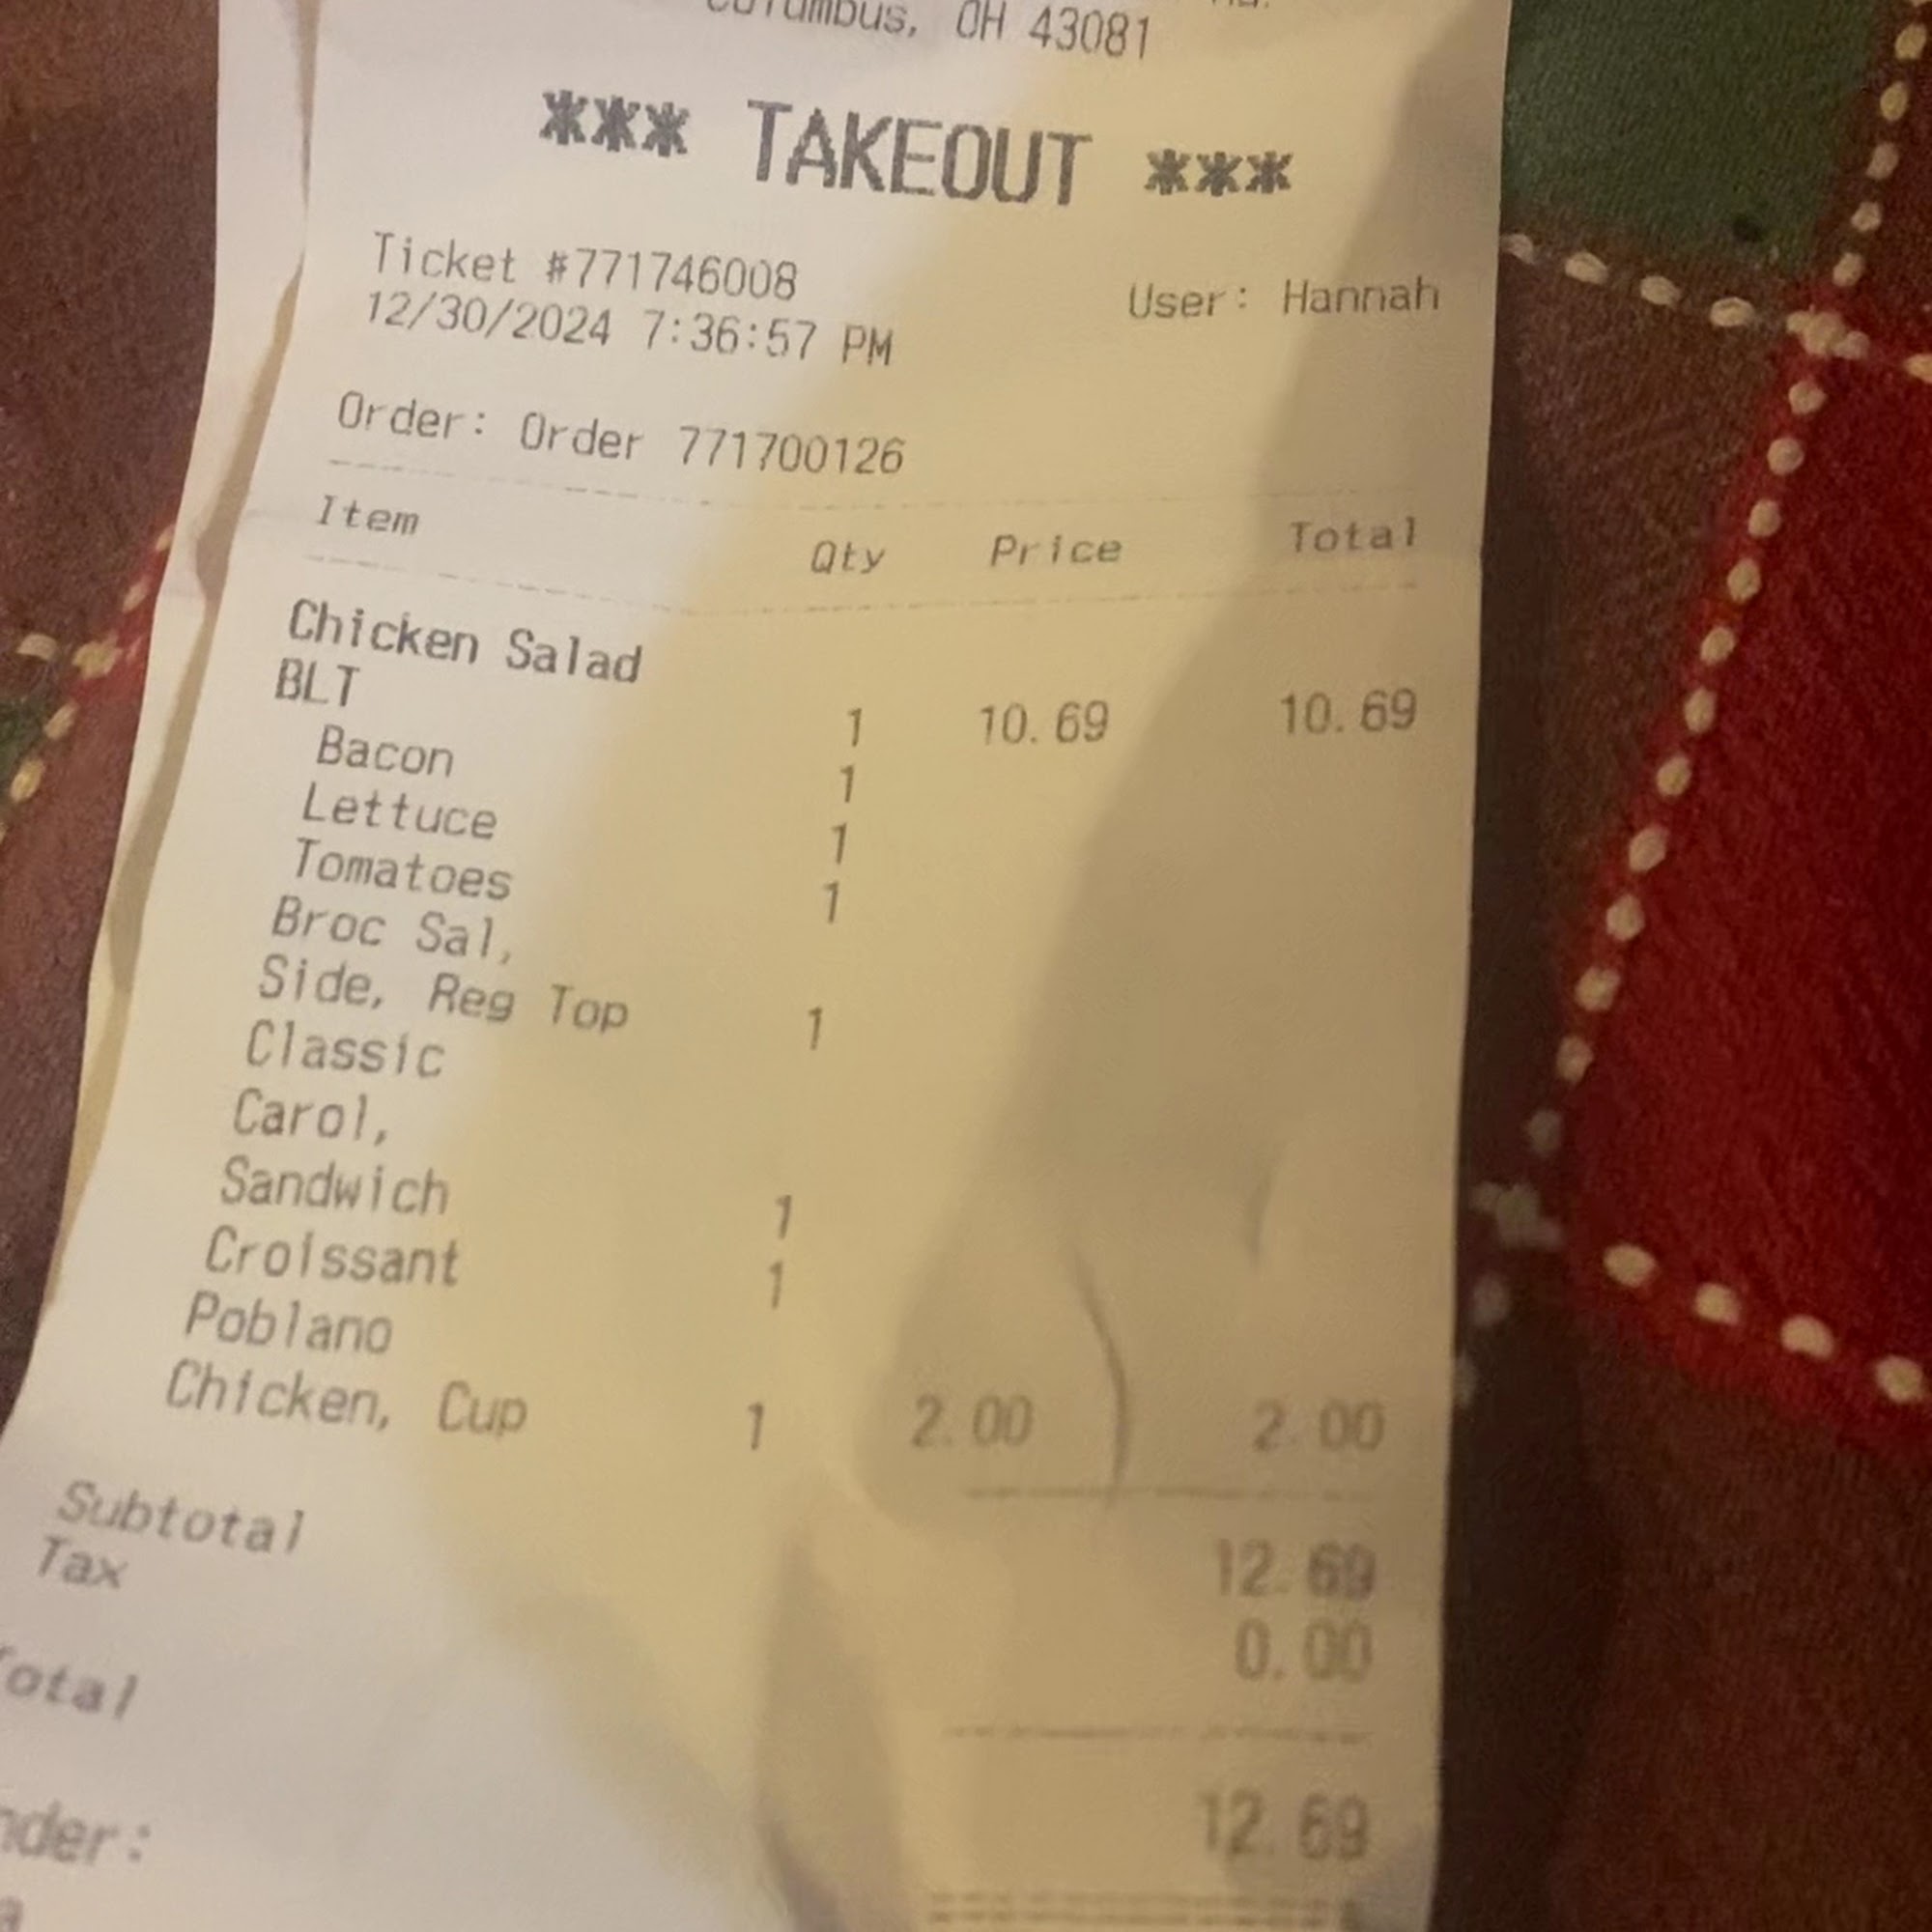 Columbus, OH 43081
*** TAKEOUT ***
Ticket #771746008
User: Hannah
12/30/2024 7:36:57 PM
Order: Order 771700126
Item Qty Price Total
Chicken Salad
BLT 1 10.69 10.69
Bacon 1
Lettuce 1
Tomatoes 1
Broc Sal,
Side, Reg Top 1
Classic
Carol,
Sandwich 1
Croissant 1
Poblano
Chicken, Cup 1 2.00 2.00
Subtotal 12.69
Tax 0.00
Total 12.69
nder: